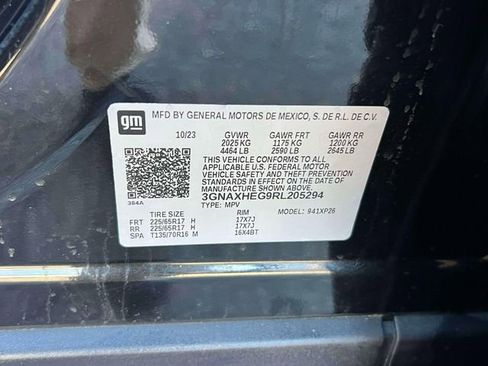 gm
MFD BY GENERAL MOTORS DE MEXICO, S. DE R.L. DE C.V.
10/23 GVWR GAWR FRT GAWR RR
2025 KG 1175 KG 1200 KG
4464 LB 2590 LB 2645 LB
THIS VEHICLE CONFORMS TO ALL
APPLICABLE U.S. FEDERAL MOTOR
VEHICLE SAFETY AND THEFT PREVENTION
STANDARDS IN EFFECT ON THE DATE OF
MANUFACTURE SHOWN ABOVE.
3GNAXHEG9RL205294
384A TYPE: MPV MODEL: 941XP26
TIRE SIZE RIM
FRT 225/65R17 H 17X7J
RR 225/65R17 H 17X7J
SPA T135/70R16 M 16X4BT